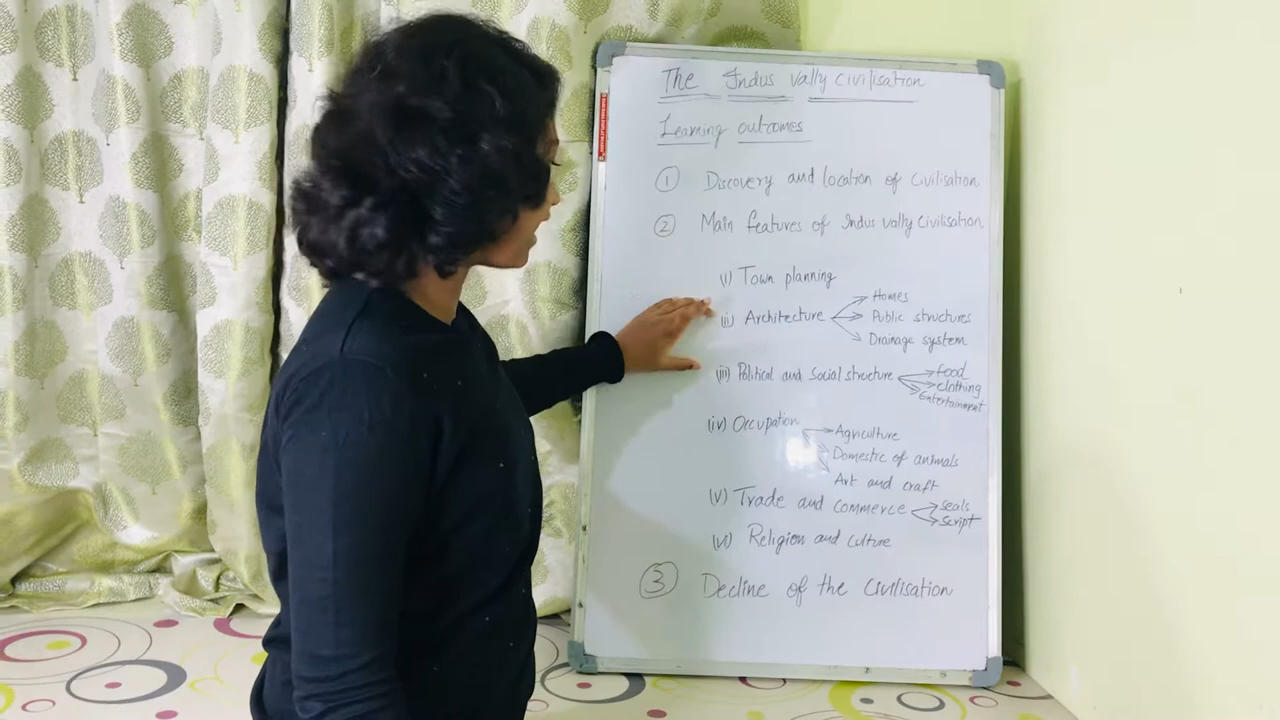 The Indus vally civilisation
Learning outcomes
① Discovery and location of Civilisation
② Main features of Indus vally Civilisation
(i) Town planning
(ii) Architecture
Homes
Public structures
Drainage system
(iii) Political and Social structure
food
clothing
Entertainment
(iv) Occupation
Agriculture
Domestic of animals
Art and craft
(v) Trade and commerce
Seals
Script
(vi) Religion and culture
③ Decline of the Civilisation